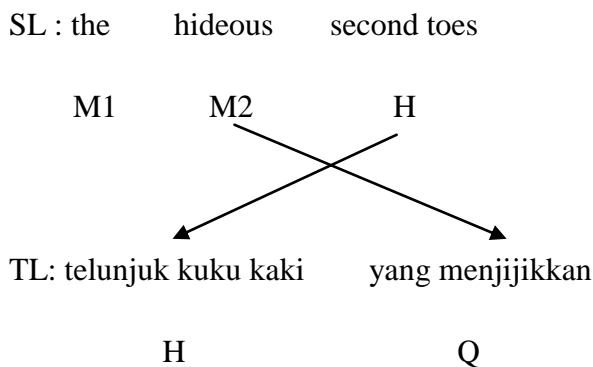 SL : the hideous second toes
M1 M2 H
TL: telunjuk kuku kaki yang menjijikkan
H Q